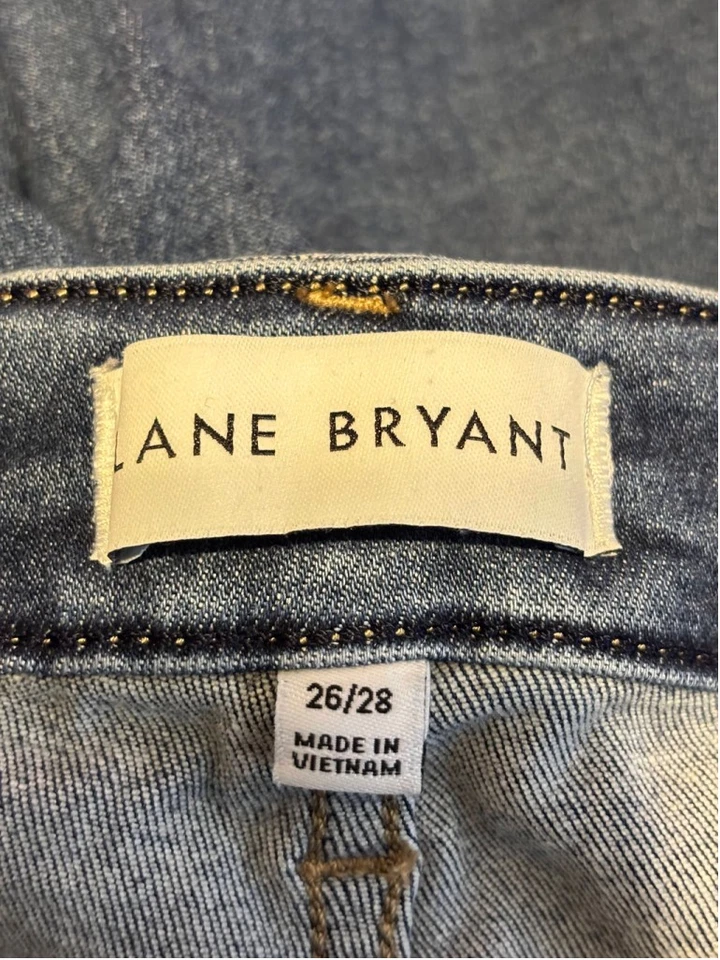 LANE BRYANT
26/28
MADE IN
VIETNAM